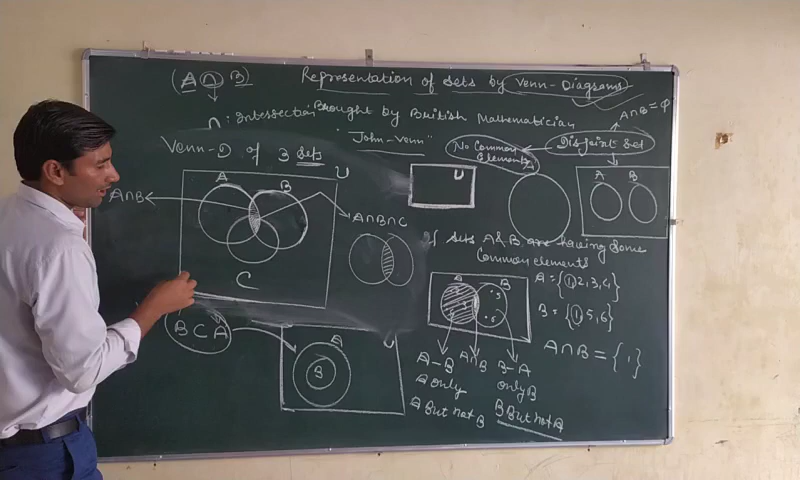 (A ∩ B)
Representation of sets by Venn-Diagrams
∩ : Intersection
Brought by British Mathematician
"John-Venn"
A∩B=φ
Disjoint set
No Common
Elements
A B
U
Venn-D of 3 sets
U
A B
C
A∩B
A∩B∩C
If sets A&B are having some
Common elements
A = {1,2,3,4}
B = {1,5,6}
A∩B = {1}
A B
5
6
A-B A∩B B-A
A only only B
A But not B B But not A
B ⊂ A
A U
B